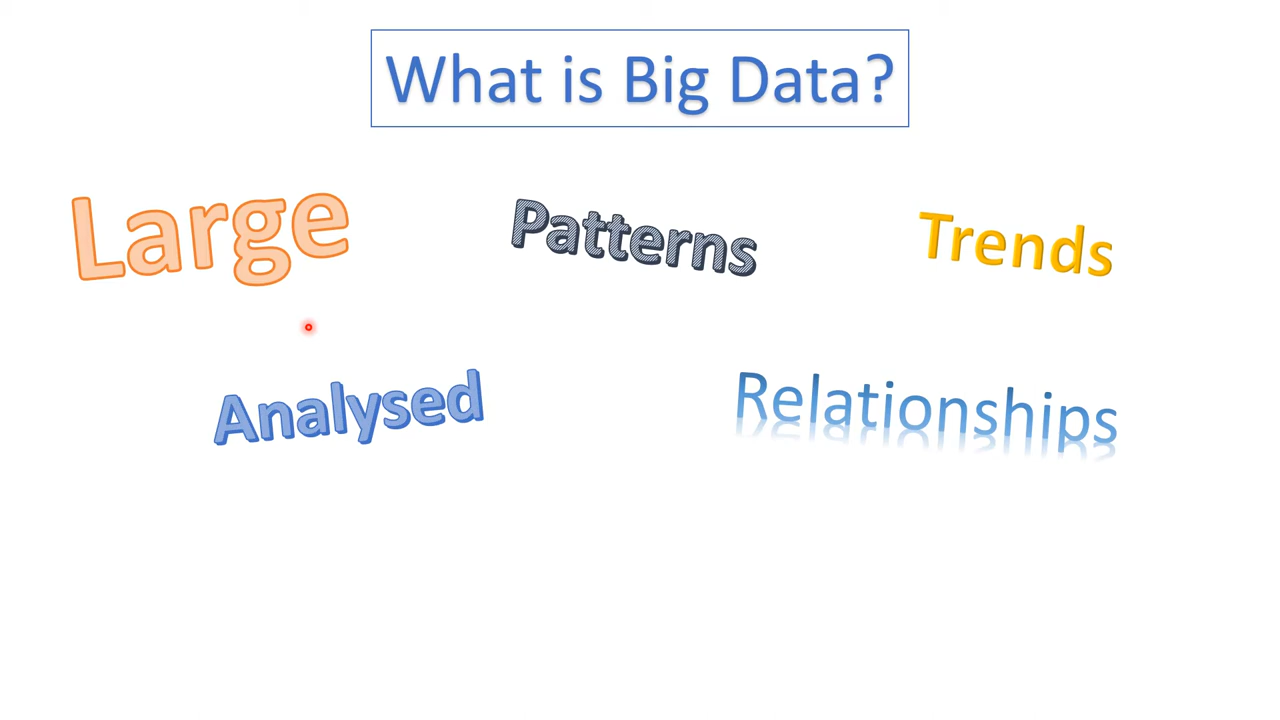 What is Big Data?
Large
Patterns
Trends
Analysed
Relationships